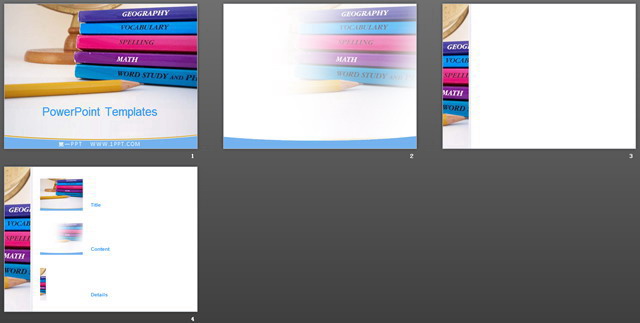 GEOGRAPHY
VOCABULARY
SPELLING
MATH
WORD STUDY AND PH
PowerPoint Templates
第一PPT WWW.1PPT.COM
1
GEOGRAPHY
VOCABULARY
SPELLING
MATH
WORD STUDY AND PH
2
GEOG
VOCAB
SPELL
MATH
WORD S
3
GEOG
VOCAB
SPELLI
MATH
WORD S
Title
Content
Details
4